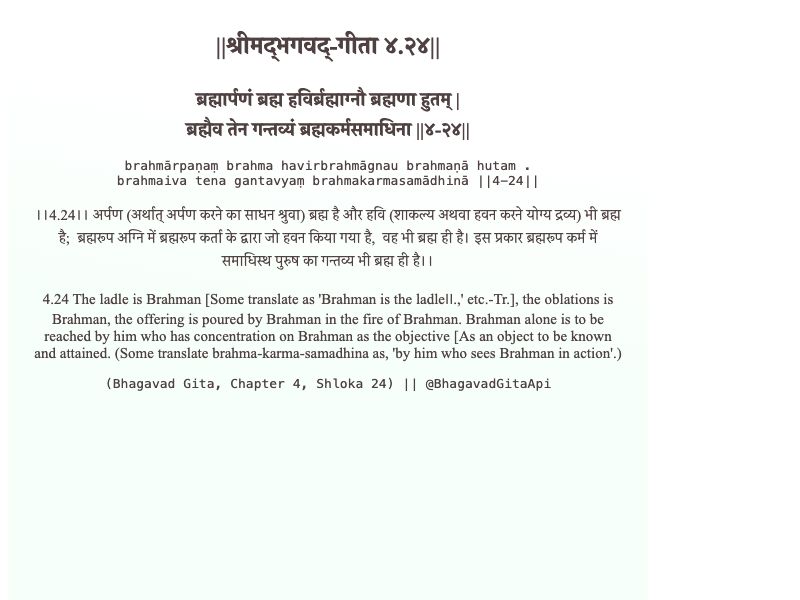 ||श्रीमद्‍भगवद्‍-गीता ४.२४||
ब्रह्मार्पणं ब्रह्म हविर्ब्रह्माग्नौ ब्रह्मणा हुतम् |
ब्रह्मैव तेन गन्तव्यं ब्रह्मकर्मसमाधिना ||४-२४||
brahmārpaṇaṃ brahma havirbrahmāgnau brahmaṇā hutam .
brahmaiva tena gantavyaṃ brahmakarmasamādhinā ||4-24||
।।4.24।। अर्पण (अर्थात् अर्पण करने का साधन श्रुवा) ब्रह्म है और हवि (शाकल्य अथवा हवन करने योग्य द्रव्य) भी ब्रह्म
है; ब्रह्मरूप अग्नि में ब्रह्मरूप कर्ता के द्वारा जो हवन किया गया है, वह भी ब्रह्म ही है। इस प्रकार ब्रह्मरूप कर्म में
समाधिस्थ पुरुष का गन्तव्य भी ब्रह्म ही है।।
4.24 The ladle is Brahman [Some translate as 'Brahman is the ladle।।.,' etc.-Tr.], the oblations is
Brahman, the offering is poured by Brahman in the fire of Brahman. Brahman alone is to be
reached by him who has concentration on Brahman as the objective [As an object to be known
and attained. (Some translate brahma-karma-samadhina as, 'by him who sees Brahman in action'.)
(Bhagavad Gita, Chapter 4, Shloka 24) || @BhagavadGitaApi